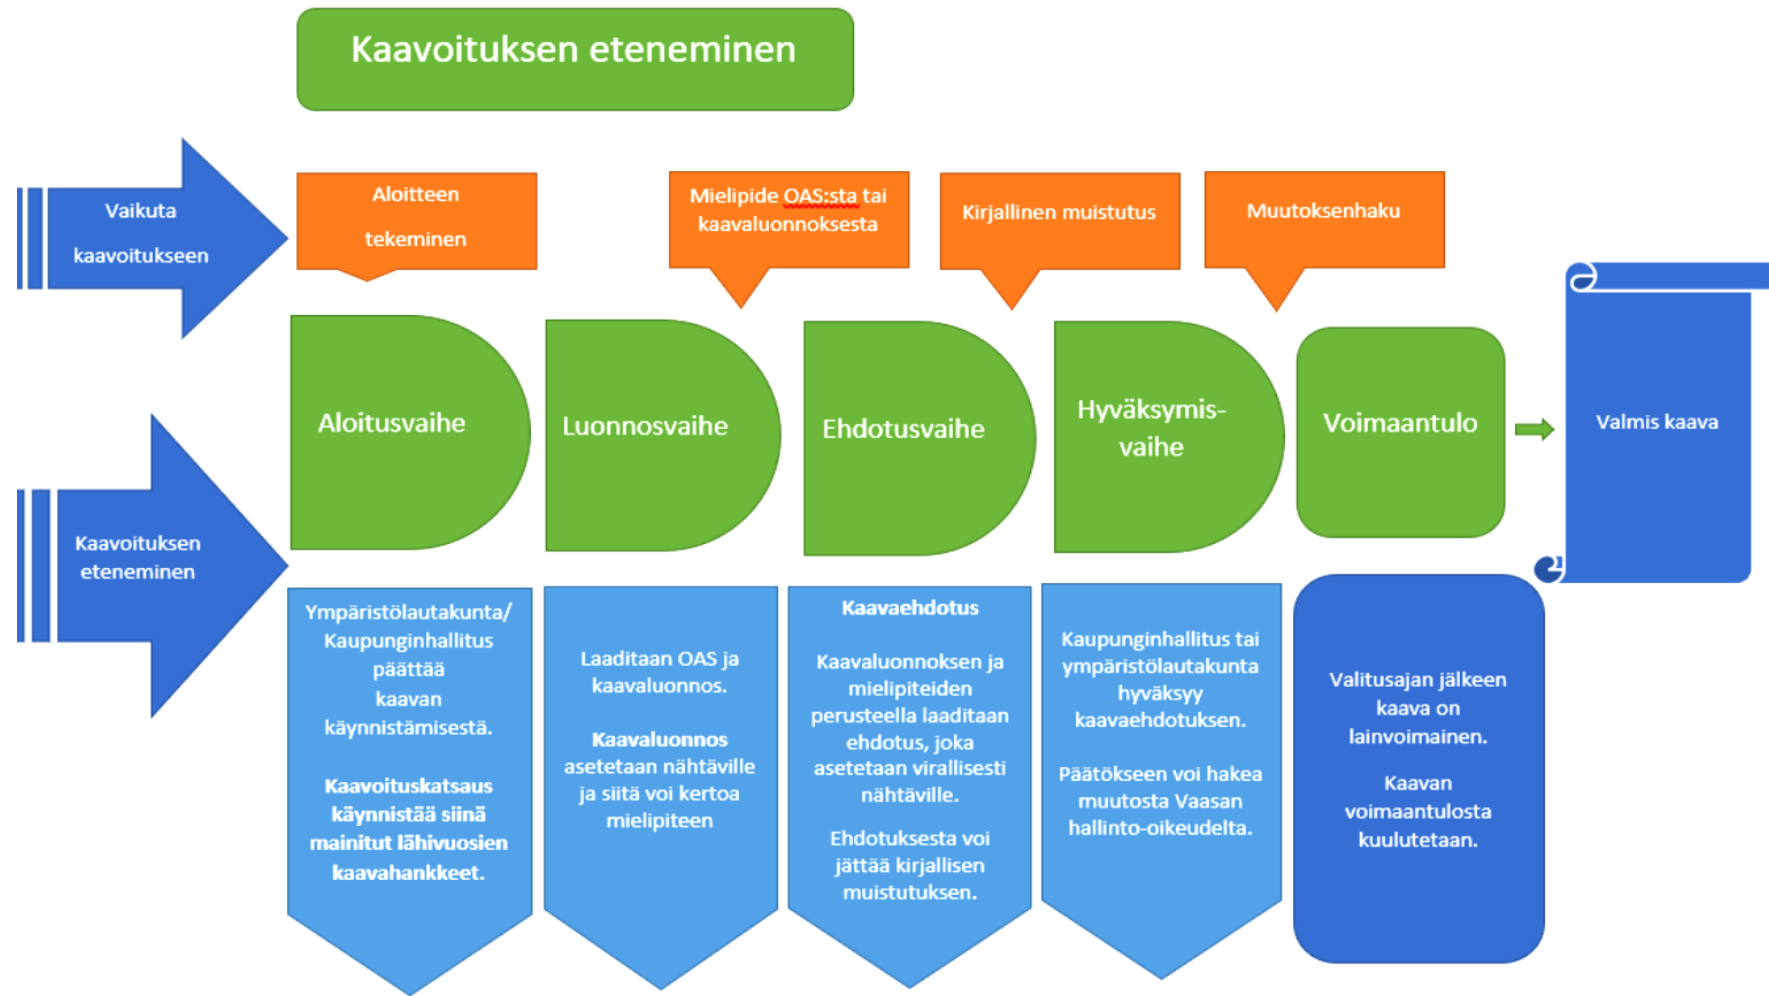 Kaavoituksen eteneminen
Vaikuta
kaavoitukseen
Aloitteen
tekeminen
Mielipide OAS:sta tai
kaavaluonnoksesta
Kirjallinen muistutus
Muutoksenhaku
Kaavoituksen
eteneminen
Aloitusvaihe
Luonnosvaihe
Ehdotusvaihe
Hyväksymis-
vaihe
Voimaantulo
Valmis kaava
Ympäristölautakunta/
Kaupunginhallitus
päättää
kaavan
käynnistämisestä.
Kaavoituskatsaus
käynnistää siinä
mainitut lähivuosien
kaavahankkeet.
Laaditaan OAS ja
kaavaluonnos.
Kaavaluonnos
asetetaan nähtäville
ja siitä voi kertoa
mielipiteen
Kaavaehdotus
Kaavaluonnoksen ja
mielipiteiden
perusteella laaditaan
ehdotus, joka
asetetaan virallisesti
nähtäville.
Ehdotuksesta voi
jättää kirjallisen
muistutuksen.
Kaupunginhallitus tai
ympäristölautakunta
hyväksyy
kaavaehdotuksen.
Päätökseen voi hakea
muutosta Vaasan
hallinto-oikeudelta.
Valitusajan jälkeen
kaava on
lainvoimainen.
Kaavan
voimaantulosta
kuulutetaan.